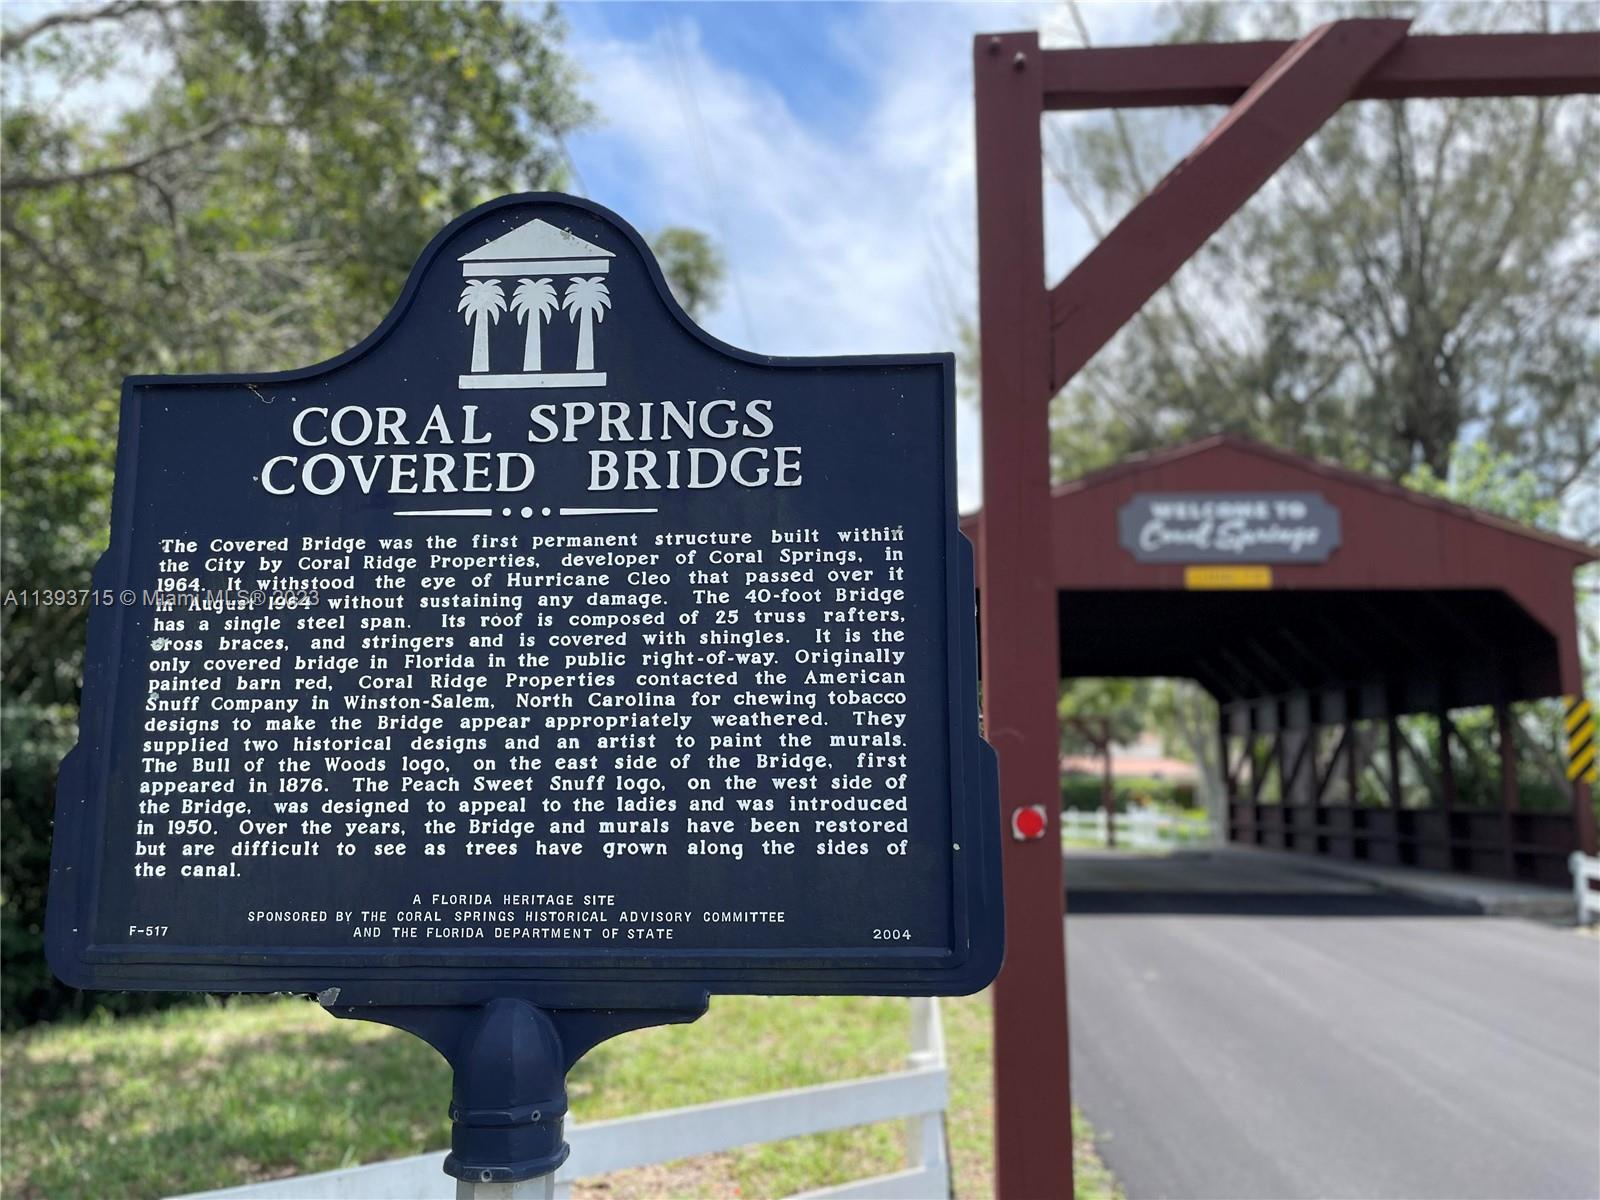 CORAL SPRINGS
COVERED BRIDGE
The Covered Bridge was the first permanent structure built within
the City by Coral Ridge Properties, developer of Coral Springs, in
1964. It withstood the eye of Hurricane Cleo that passed over it
in August 1964 without sustaining any damage. The 40-foot Bridge
has a single steel span. Its roof is composed of 25 truss rafters,
cross braces, and stringers and is covered with shingles. It is the
only covered bridge in Florida in the public right-of-way. Originally
painted barn red, Coral Ridge Properties contacted the American
Snuff Company in Winston-Salem, North Carolina for chewing tobacco
designs to make the Bridge appear appropriately weathered. They
supplied two historical designs and an artist to paint the murals.
The Bull of the Woods logo, on the east side of the Bridge, first
appeared in 1876. The Peach Sweet Snuff logo, on the west side of
the Bridge, was designed to appeal to the ladies and was introduced
in 1950. Over the years, the Bridge and murals have been restored
but are difficult to see as trees have grown along the sides of
the canal.
A FLORIDA HERITAGE SITE
SPONSORED BY THE CORAL SPRINGS HISTORICAL ADVISORY COMMITTEE
AND THE FLORIDA DEPARTMENT OF STATE
F-517 2004
WELCOME TO
Coral Springs
A11393715 © Miami MLS® 2023